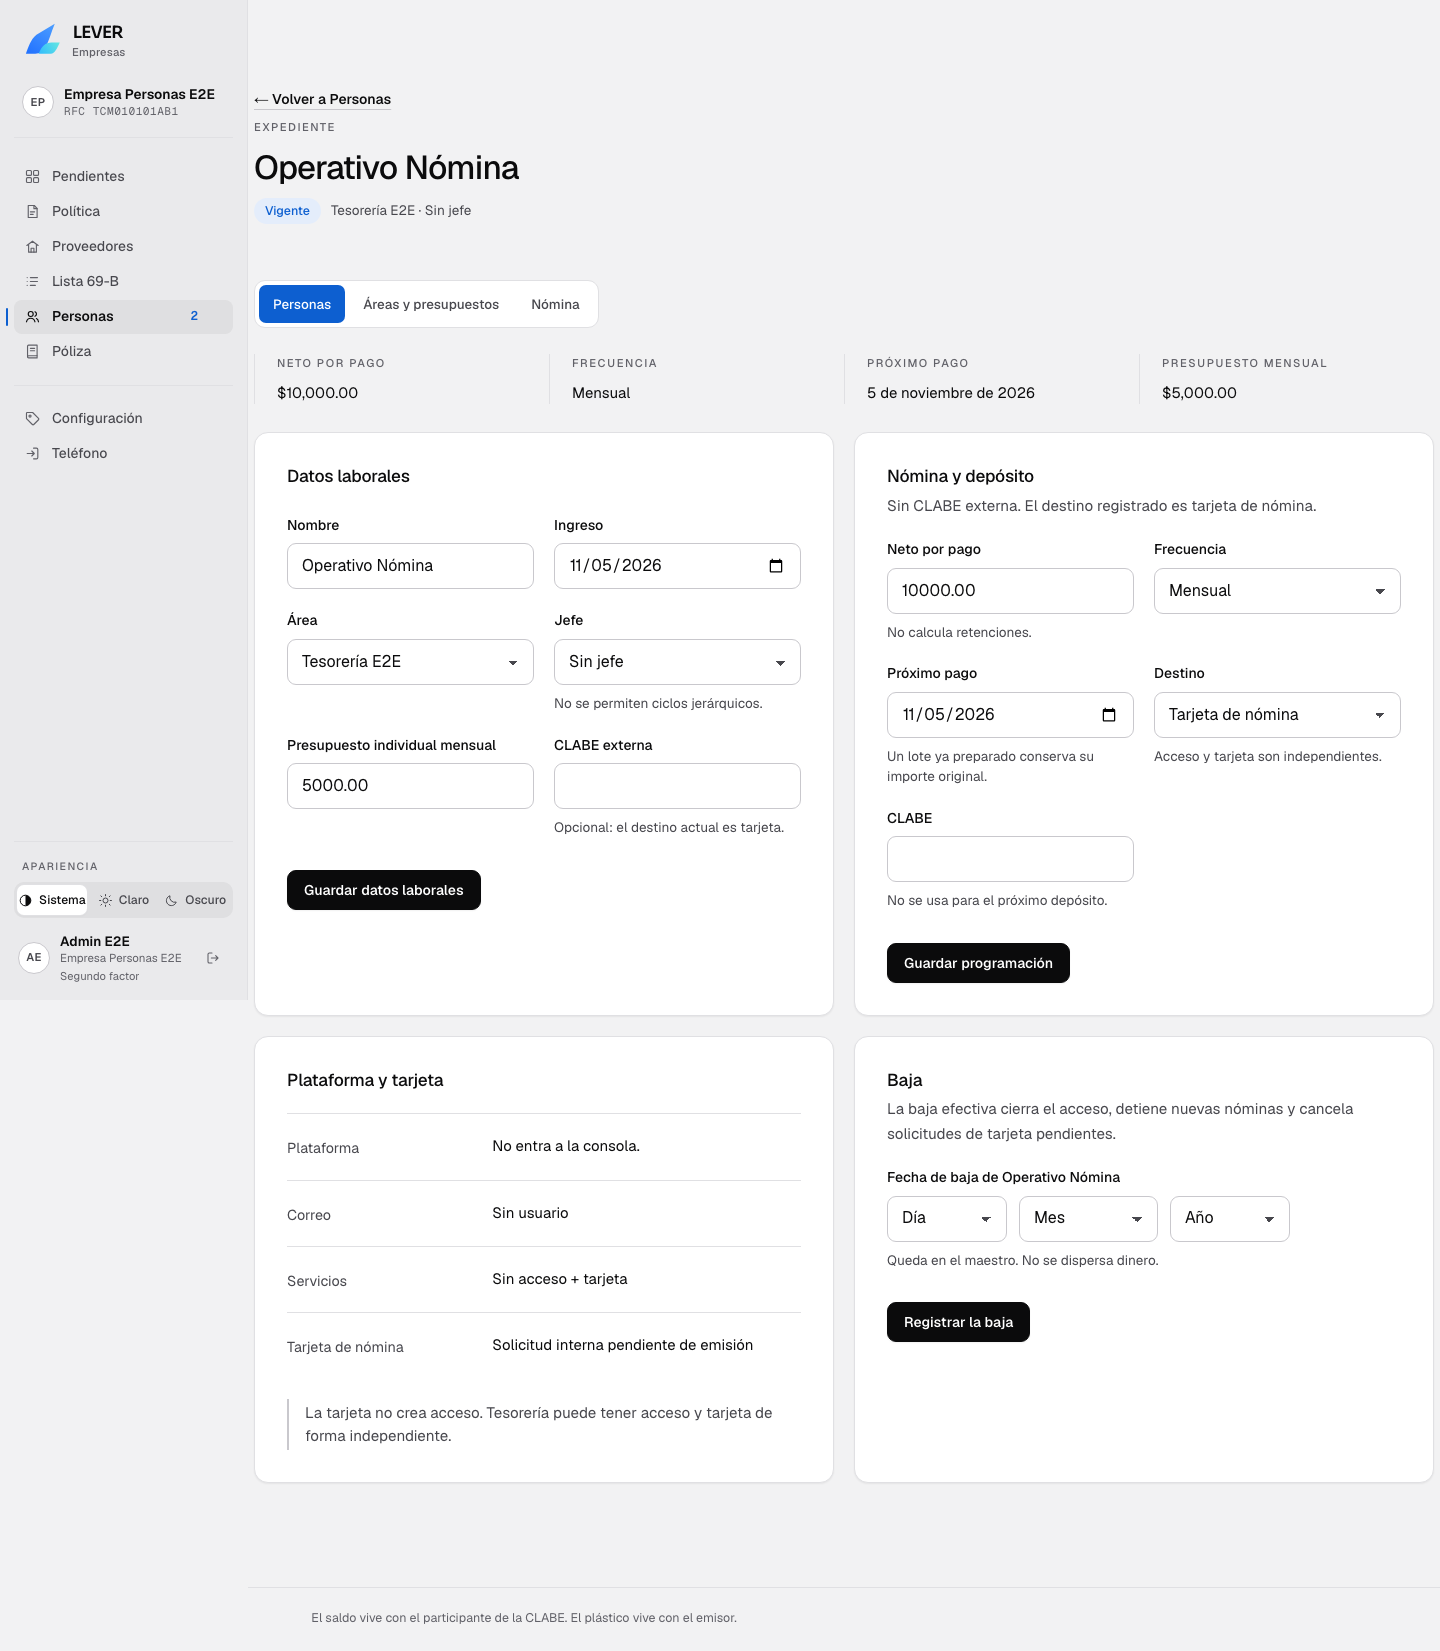 LEVER
Empresas
EP
Empresa Personas E2E
RFC TCM010101AB1
Pendientes
Política
Proveedores
Lista 69-B
Personas 2
Póliza
Configuración
Teléfono
APARIENCIA
Sistema Claro Oscuro
AE
Admin E2E
Empresa Personas E2E
Segundo factor
← Volver a Personas
EXPEDIENTE
Operativo Nómina
Vigente Tesorería E2E · Sin jefe
Personas Áreas y presupuestos Nómina
NETO POR PAGO
$10,000.00
FRECUENCIA
Mensual
PRÓXIMO PAGO
5 de noviembre de 2026
PRESUPUESTO MENSUAL
$5,000.00
Datos laborales
Nombre
Operativo Nómina
Ingreso
11/05/2026
Área
Tesorería E2E
Jefe
Sin jefe
No se permiten ciclos jerárquicos.
Presupuesto individual mensual
5000.00
CLABE externa
Opcional: el destino actual es tarjeta.
Guardar datos laborales
Nómina y depósito
Sin CLABE externa. El destino registrado es tarjeta de nómina.
Neto por pago
10000.00
No calcula retenciones.
Frecuencia
Mensual
Próximo pago
11/05/2026
Un lote ya preparado conserva su
importe original.
Destino
Tarjeta de nómina
Acceso y tarjeta son independientes.
CLABE
No se usa para el próximo depósito.
Guardar programación
Plataforma y tarjeta
Plataforma No entra a la consola.
Correo Sin usuario
Servicios Sin acceso + tarjeta
Tarjeta de nómina Solicitud interna pendiente de emisión
La tarjeta no crea acceso. Tesorería puede tener acceso y tarjeta de
forma independiente.
Baja
La baja efectiva cierra el acceso, detiene nuevas nóminas y cancela
solicitudes de tarjeta pendientes.
Fecha de baja de Operativo Nómina
Día Mes Año
Queda en el maestro. No se dispersa dinero.
Registrar la baja
El saldo vive con el participante de la CLABE. El plástico vive con el emisor.